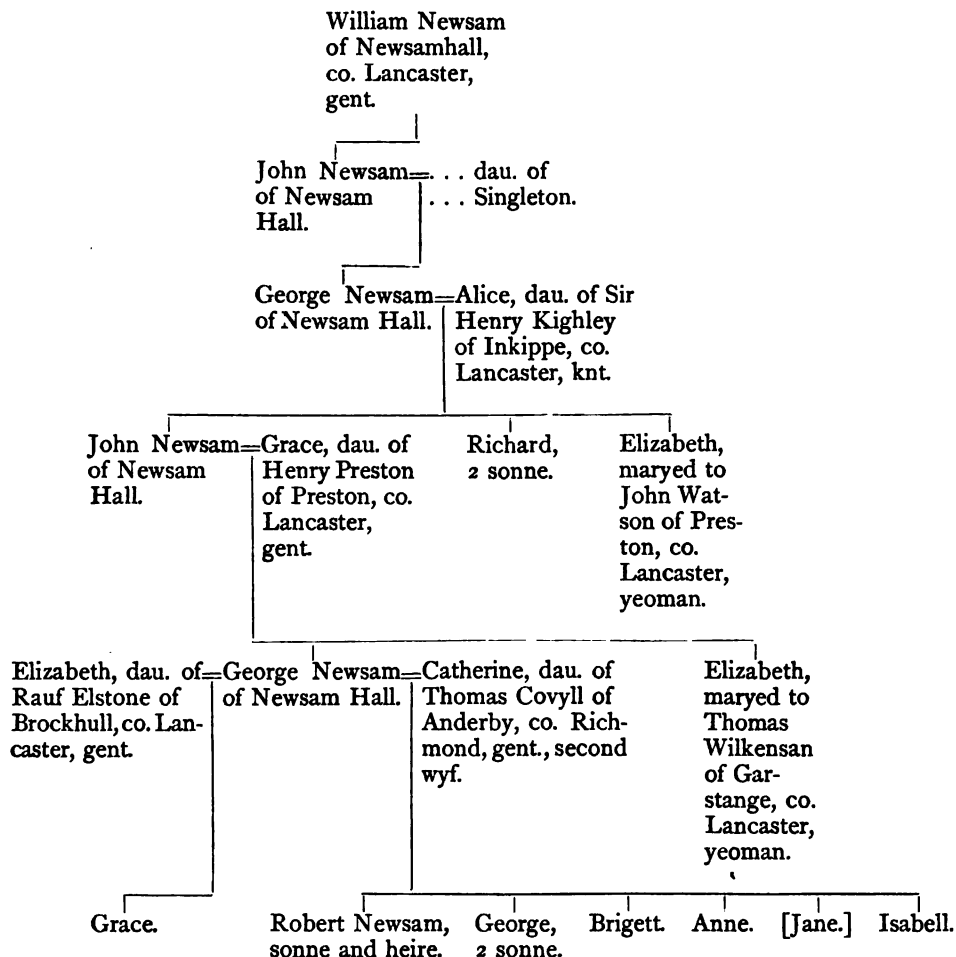 William Newsam
of Newsamhall,
co. Lancaster,
gent.
John Newsam=. . . dau. of
of Newsam
Hall.
. . . Singleton.
George Newsam=Alice, dau. of Sir
of Newsam Hall.
Henry Kighley
of Inkippe, co.
Lancaster, knt.
John Newsam=Grace, dau. of
of Newsam
Hall.
Henry Preston
of Preston, co.
Lancaster,
gent.
Richard,
2 sonne.
Elizabeth,
maryed to
John Wat-
son of Pres-
ton, co.
Lancaster,
yeoman.
Elizabeth, dau. of=George Newsam=Catherine, dau. of
Rauf Elstone of
Brockhull, co. Lan-
caster, gent.
of Newsam Hall.
Thomas Covyll of
Anderby, co. Rich-
mond, gent., second
wyf.
Elizabeth,
maryed to
Thomas
Wilkensan
of Gar-
stange, co.
Lancaster,
yeoman.
Grace.
Robert Newsam,
sonne and heire.
George,
2 sonne.
Brigett.
Anne.
[Jane.]
Isabell.